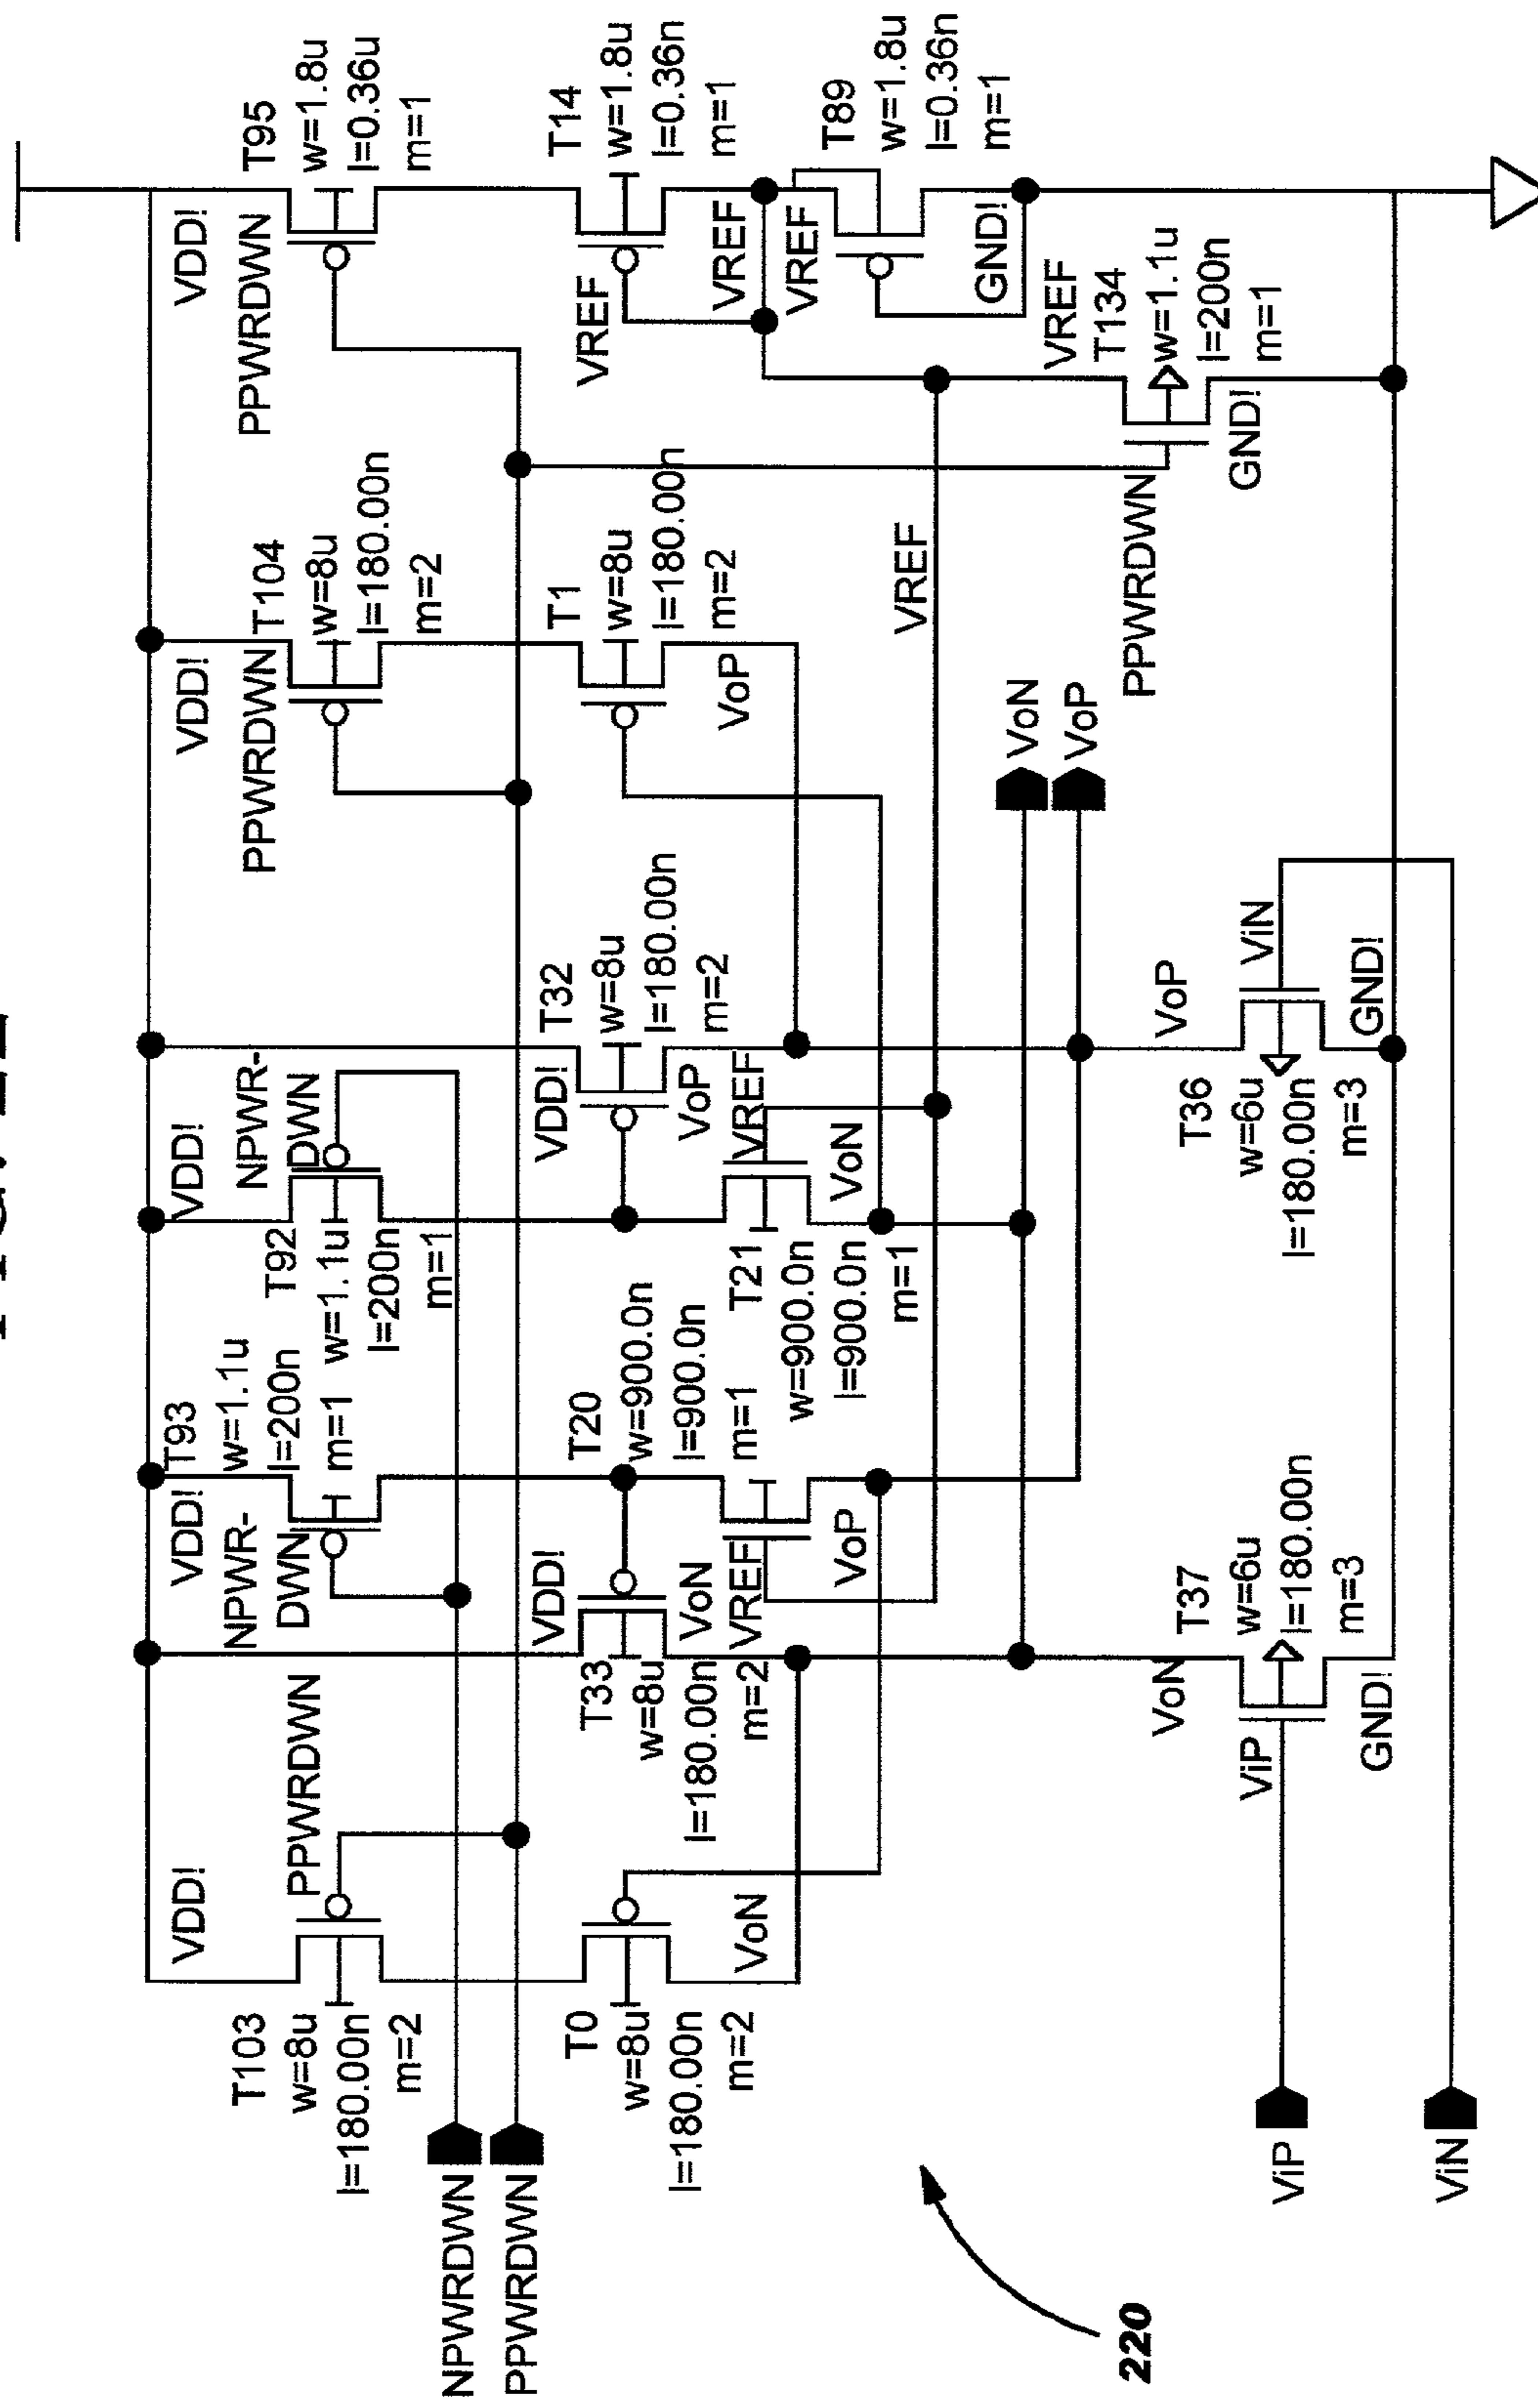 VDD!
PPWRDWN
T95
w=1.8u
l=0.36u
m=1
T14
w=1.8u
l=0.36n
m=1
VREF
VREF
VREF
T89
w=1.8u
l=0.36n
m=1
GND!
VREF
T134
w=1.1u
l=200n
m=1
GND!
PPWRDWN
VDD!
PPWRDWN
T104
w=8u
l=180.00n
m=2
T1
w=8u
l=180.00n
m=2
VoP
VREF
VoN
VoP
T32
w=8u
l=180.00n
m=2
VDD!
VoP
VDD!
NPWR-
DWN
T92
w=1.1u
l=200n
m=1
VREF
VoN
T21
w=900.0n
l=900.0n
m=1
VoP
ViN
GND!
T36
w=6u
l=180.00n
m=3
T93
w=1.1u
l=200n
m=1
VDD!
NPWR-
DWN
T20
w=900.0n
l=900.0n
m=1
VREF
VoP
VDD!
VoN
T33
w=8u
l=180.00n
m=2
T37
w=6u
l=180.00n
m=3
VoN
ViP
GND!
VDD!
PPWRDWN
T103
w=8u
l=180.00n
m=2
T0
w=8u
l=180.00n
m=2
VoN
NPWRDWN
PPWRDWN
ViP
ViN
220